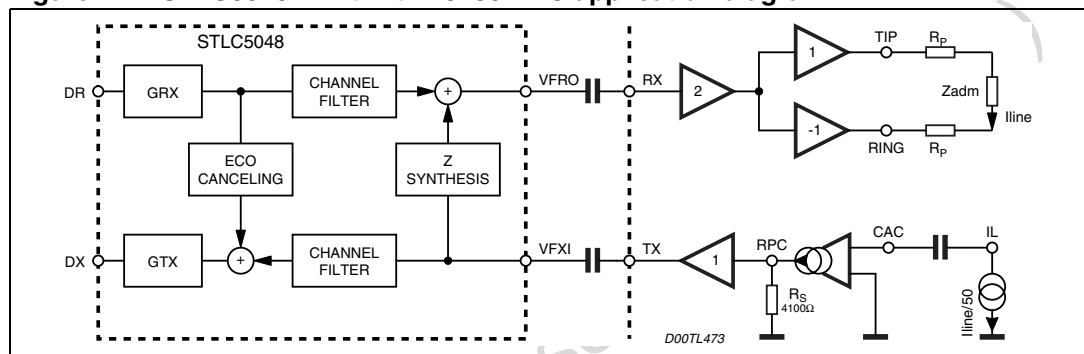 STLC5048
DR
GRX
CHANNEL
FILTER
+
VFRO
RX
2
1
TIP
RP
Zadm
Iline
-1
RING
RP
ECO
CANCELING
Z
SYNTHESIS
DX
GTX
+
CHANNEL
FILTER
VFXI
TX
1
RPC
CAC
IL
RS
4100Ω
Iline/50
D00TL473